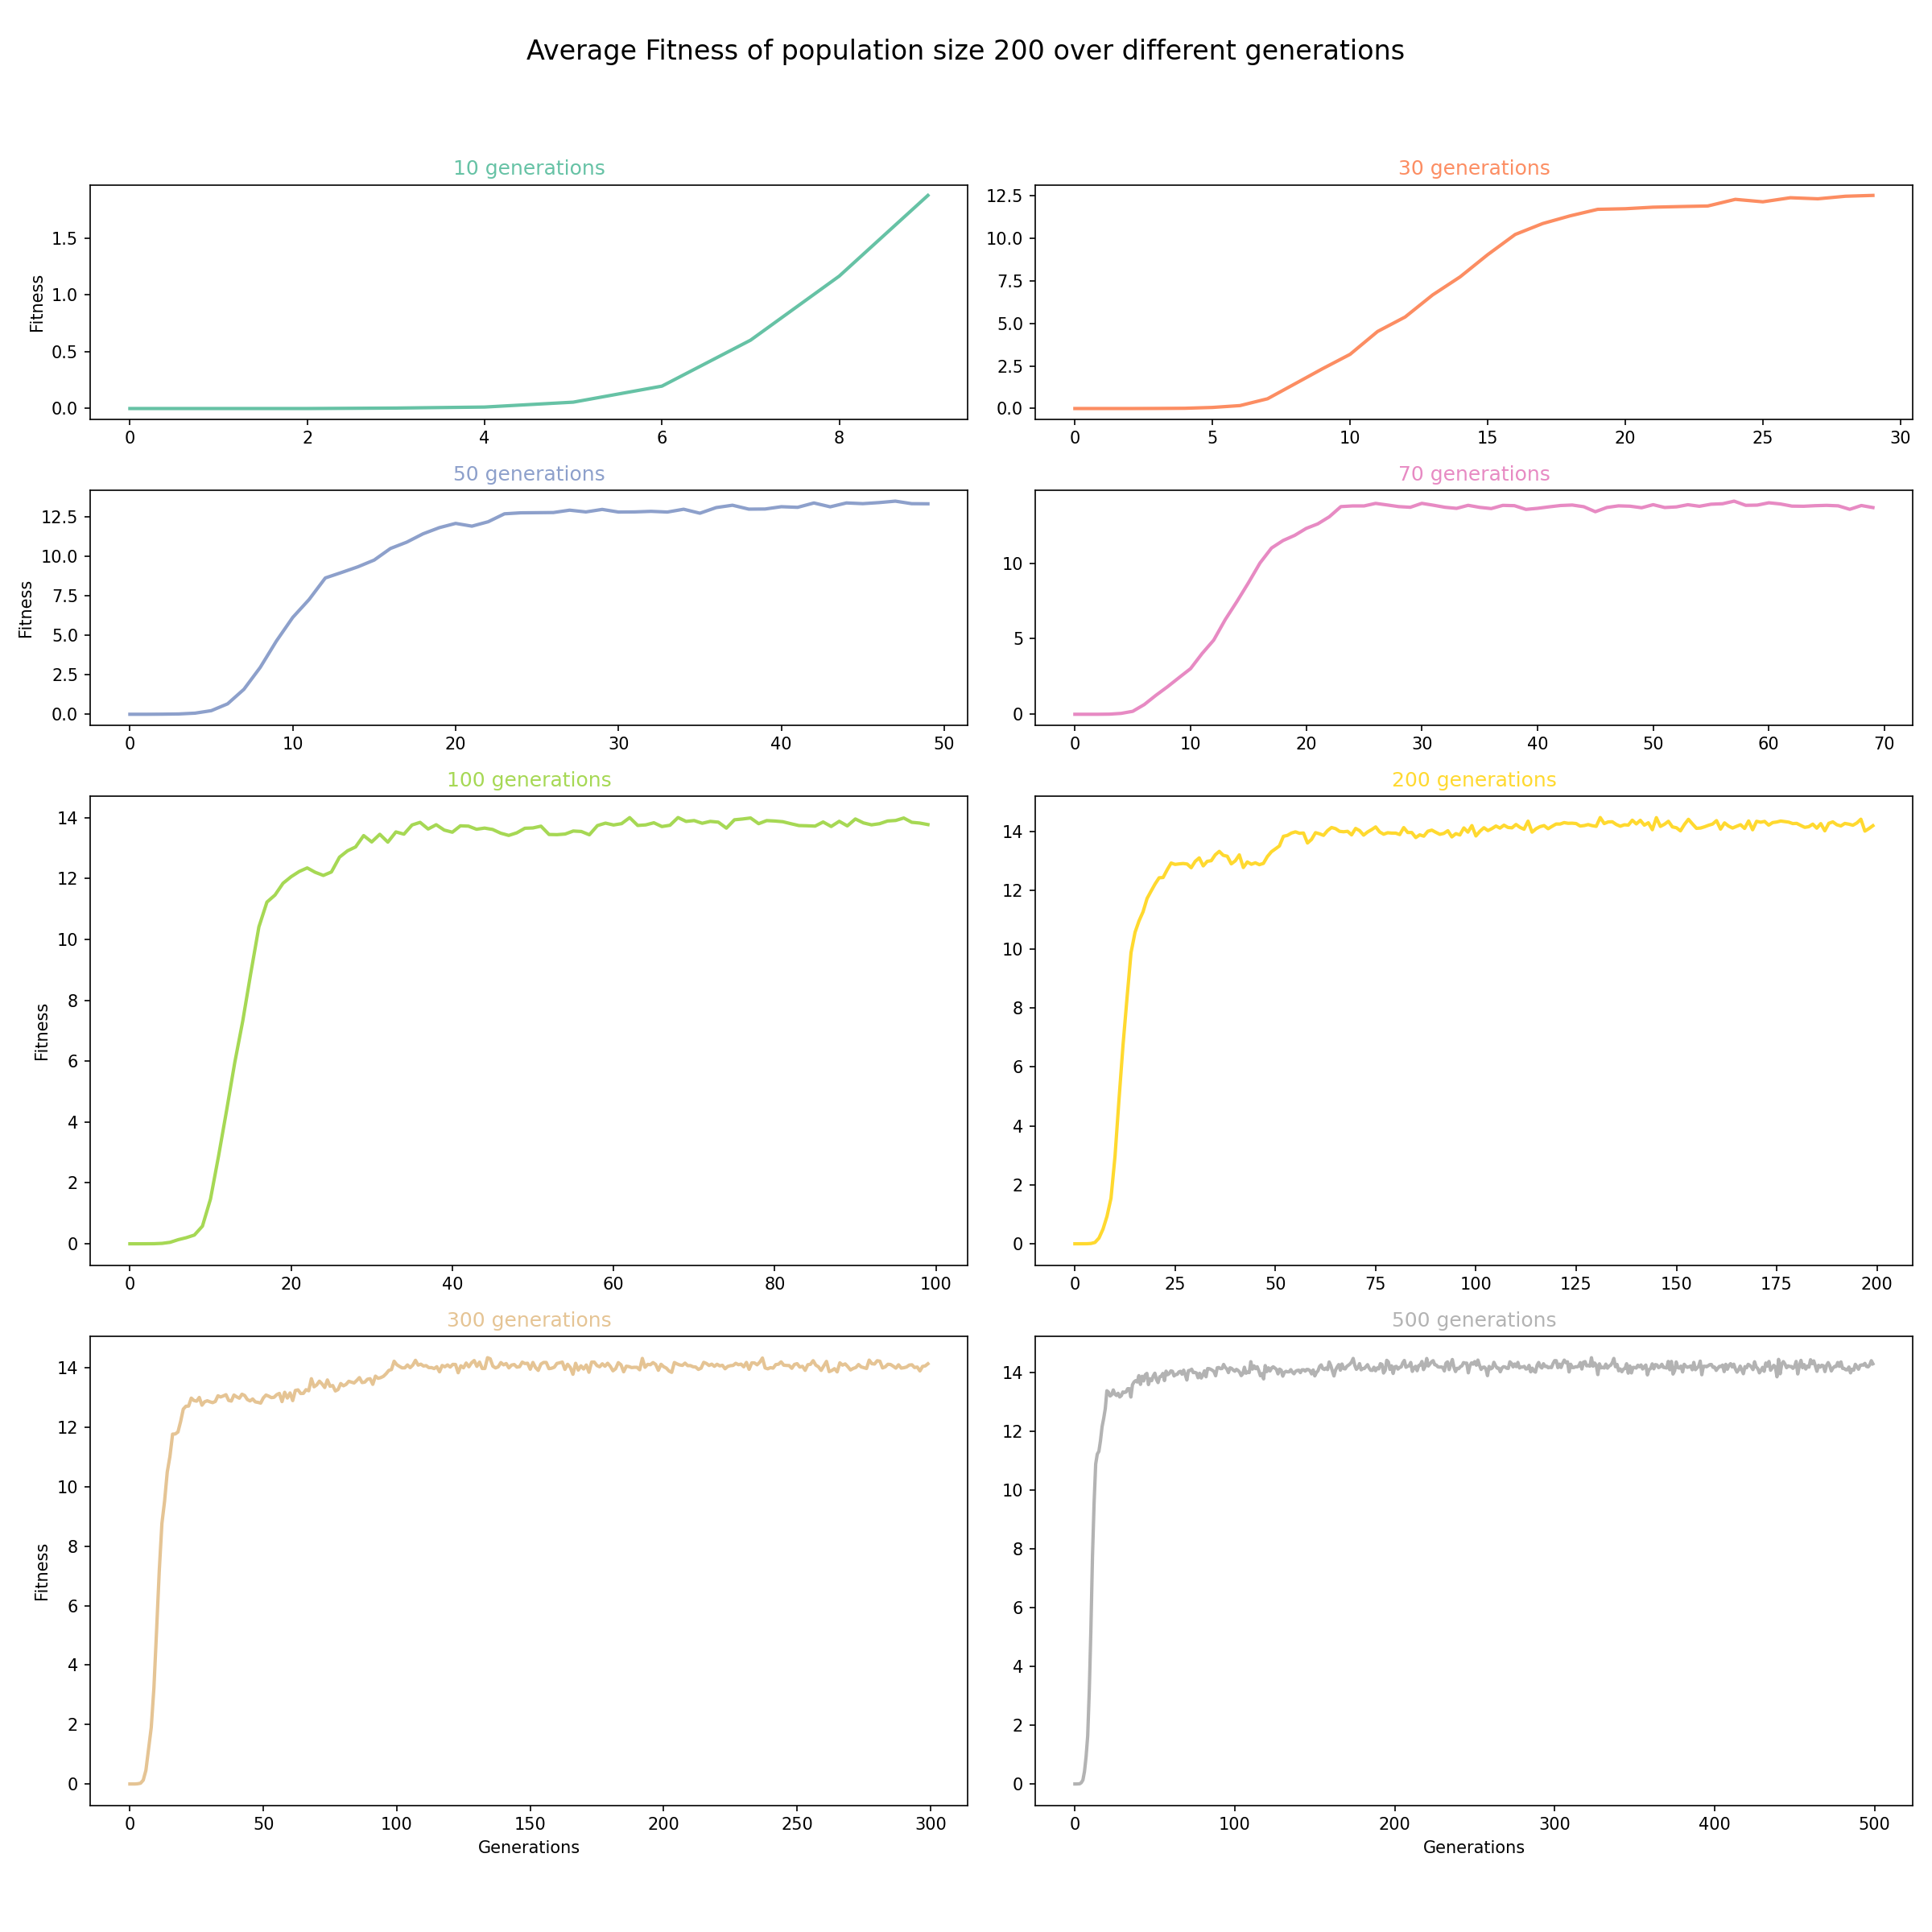 Average Fitness of population size 200 over different generations
10 generations
30 generations
Fitness
1.5
1.0
0.5
0.0
0 2 4 6 8
12.5
10.0
7.5
5.0
2.5
0.0
0 5 10 15 20 25 30
50 generations
70 generations
Fitness
12.5
10.0
7.5
5.0
2.5
0.0
0 10 20 30 40 50
10
5
0
0 10 20 30 40 50 60 70
100 generations
200 generations
Fitness
14
12
10
8
6
4
2
0
0 20 40 60 80 100
14
12
10
8
6
4
2
0
0 25 50 75 100 125 150 175 200
300 generations
500 generations
Fitness
14
12
10
8
6
4
2
0
0 50 100 150 200 250 300
Generations
14
12
10
8
6
4
2
0
0 100 200 300 400 500
Generations